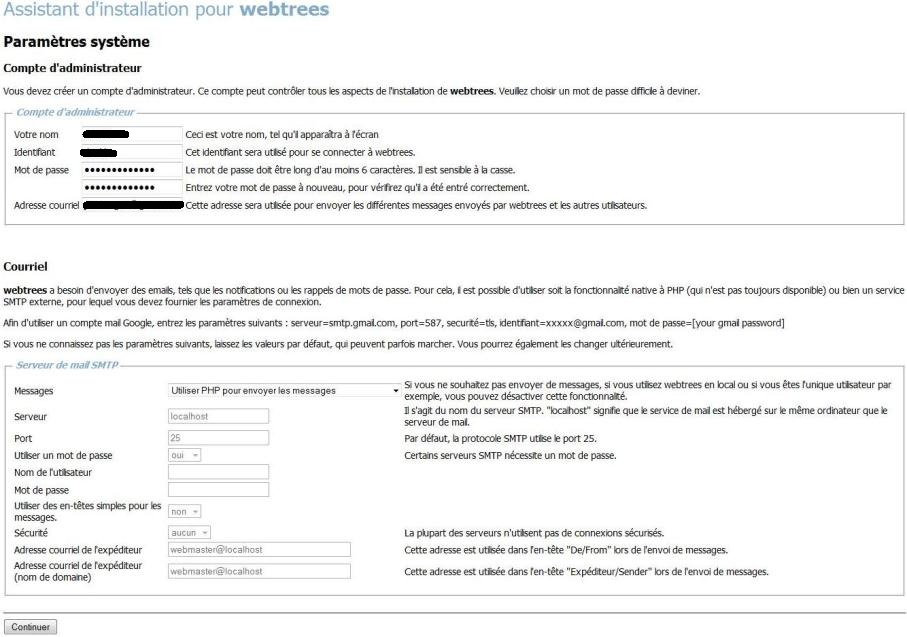 Assistant d'installation pour webtrees
Paramètres système
Compte d'administrateur
Vous devez créer un compte d'administrateur. Ce compte peut contrôler tous les aspects de l'installation de webtrees. Veuillez choisir un mot de passe difficile à deviner.
Compte d'administrateur
Votre nom Ceci est votre nom, tel qu'il apparaîtra à l'écran
Identifiant Cet identifiant sera utilisé pour se connecter à webtrees.
Mot de passe ••••••••••••• Le mot de passe doit être long d'au moins 6 caractères. Il est sensible à la casse.
••••••••••••• Entrez votre mot de passe à nouveau, pour vérifirez qu'il a été entré correctement.
Adresse courriel Cette adresse sera utilisée pour envoyer les différentes messages envoyés par webtrees et les autres utilisateurs.
Courriel
webtrees a besoin d'envoyer des emails, tels que les notifications ou les rappels de mots de passe. Pour cela, il est possible d'utiliser soit la fonctionnalité native à PHP (qui n'est pas toujours disponible) ou bien un service
SMTP externe, pour lequel vous devez fournir les paramètres de connexion.
Afin d'utiliser un compte mail Google, entrez les paramètres suivants : serveur=smtp.gmail.com, port=587, securité=tls, identifiant=xxxxx@gmail.com, mot de passe=[your gmail password]
Si vous ne connaissez pas les paramètres suivants, laissez les valeurs par défaut, qui peuvent parfois marcher. Vous pourrez également les changer ultérieurement.
Serveur de mail SMTP
Messages Utiliser PHP pour envoyer les messages Si vous ne souhaitez pas envoyer de messages, si vous utilisez webtrees en local ou si vous êtes l'unique utilisateur par
exemple, vous pouvez désactiver cette fonctionnalité.
Serveur localhost Il s'agit du nom du serveur SMTP. "localhost" signifie que le service de mail est hébergé sur le même ordinateur que le
serveur de mail.
Port 25 Par défaut, la protocole SMTP utilise le port 25.
Utiliser un mot de passe oui Certains serveurs SMTP nécessite un mot de passe.
Nom de l'utilisateur
Mot de passe
Utiliser des en-têtes simples pour les
messages. non
Sécurité aucun La plupart des serveurs n'utilisent pas de connexions sécurisés.
Adresse courriel de l'expéditeur webmaster@localhost Cette adresse est utilisée dans l'en-tête "De/From" lors de l'envoi de messages.
Adresse courriel de l'expéditeur
(nom de domaine) webmaster@localhost Cette adresse est utilisée dans l'en-tête "Expéditeur/Sender" lors de l'envoi de messages.
Continuer